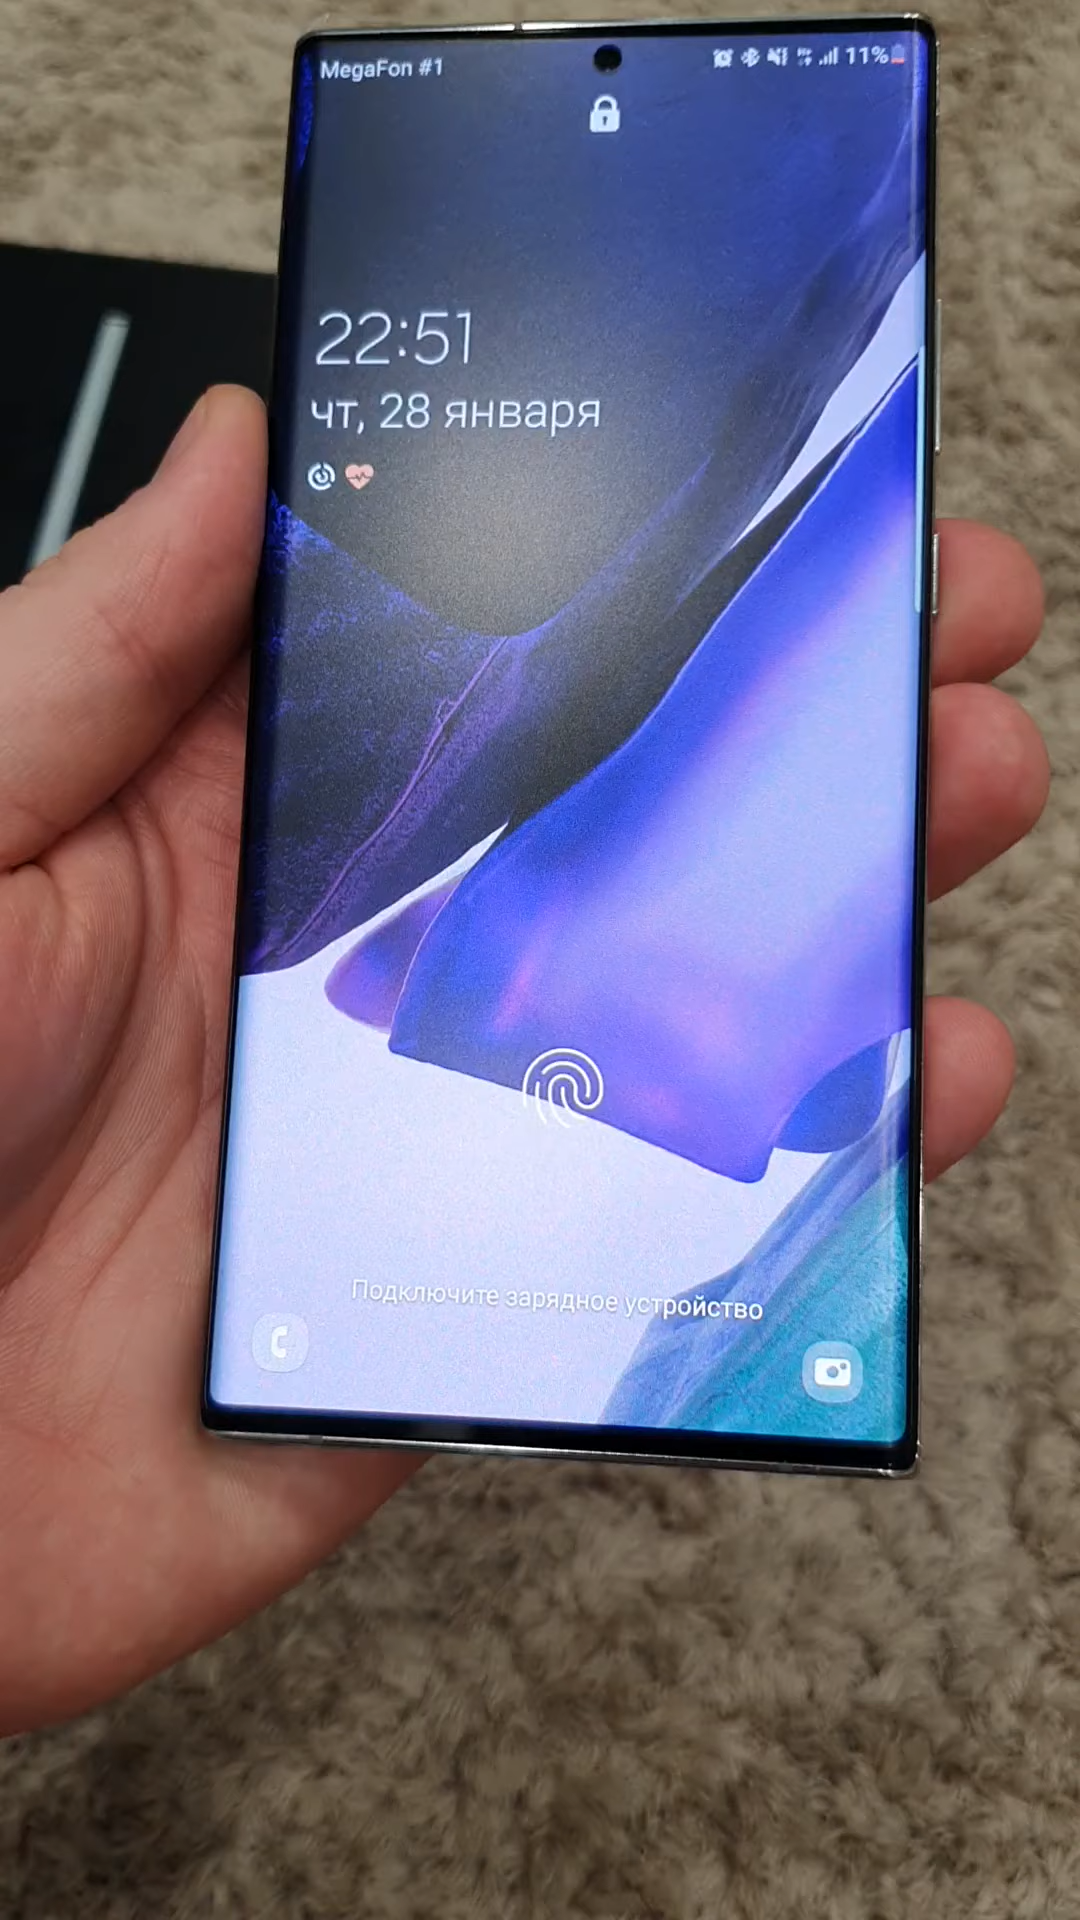 MegaFon #1
11%
22:51
чт, 28 января
Подключите зарядное устройство